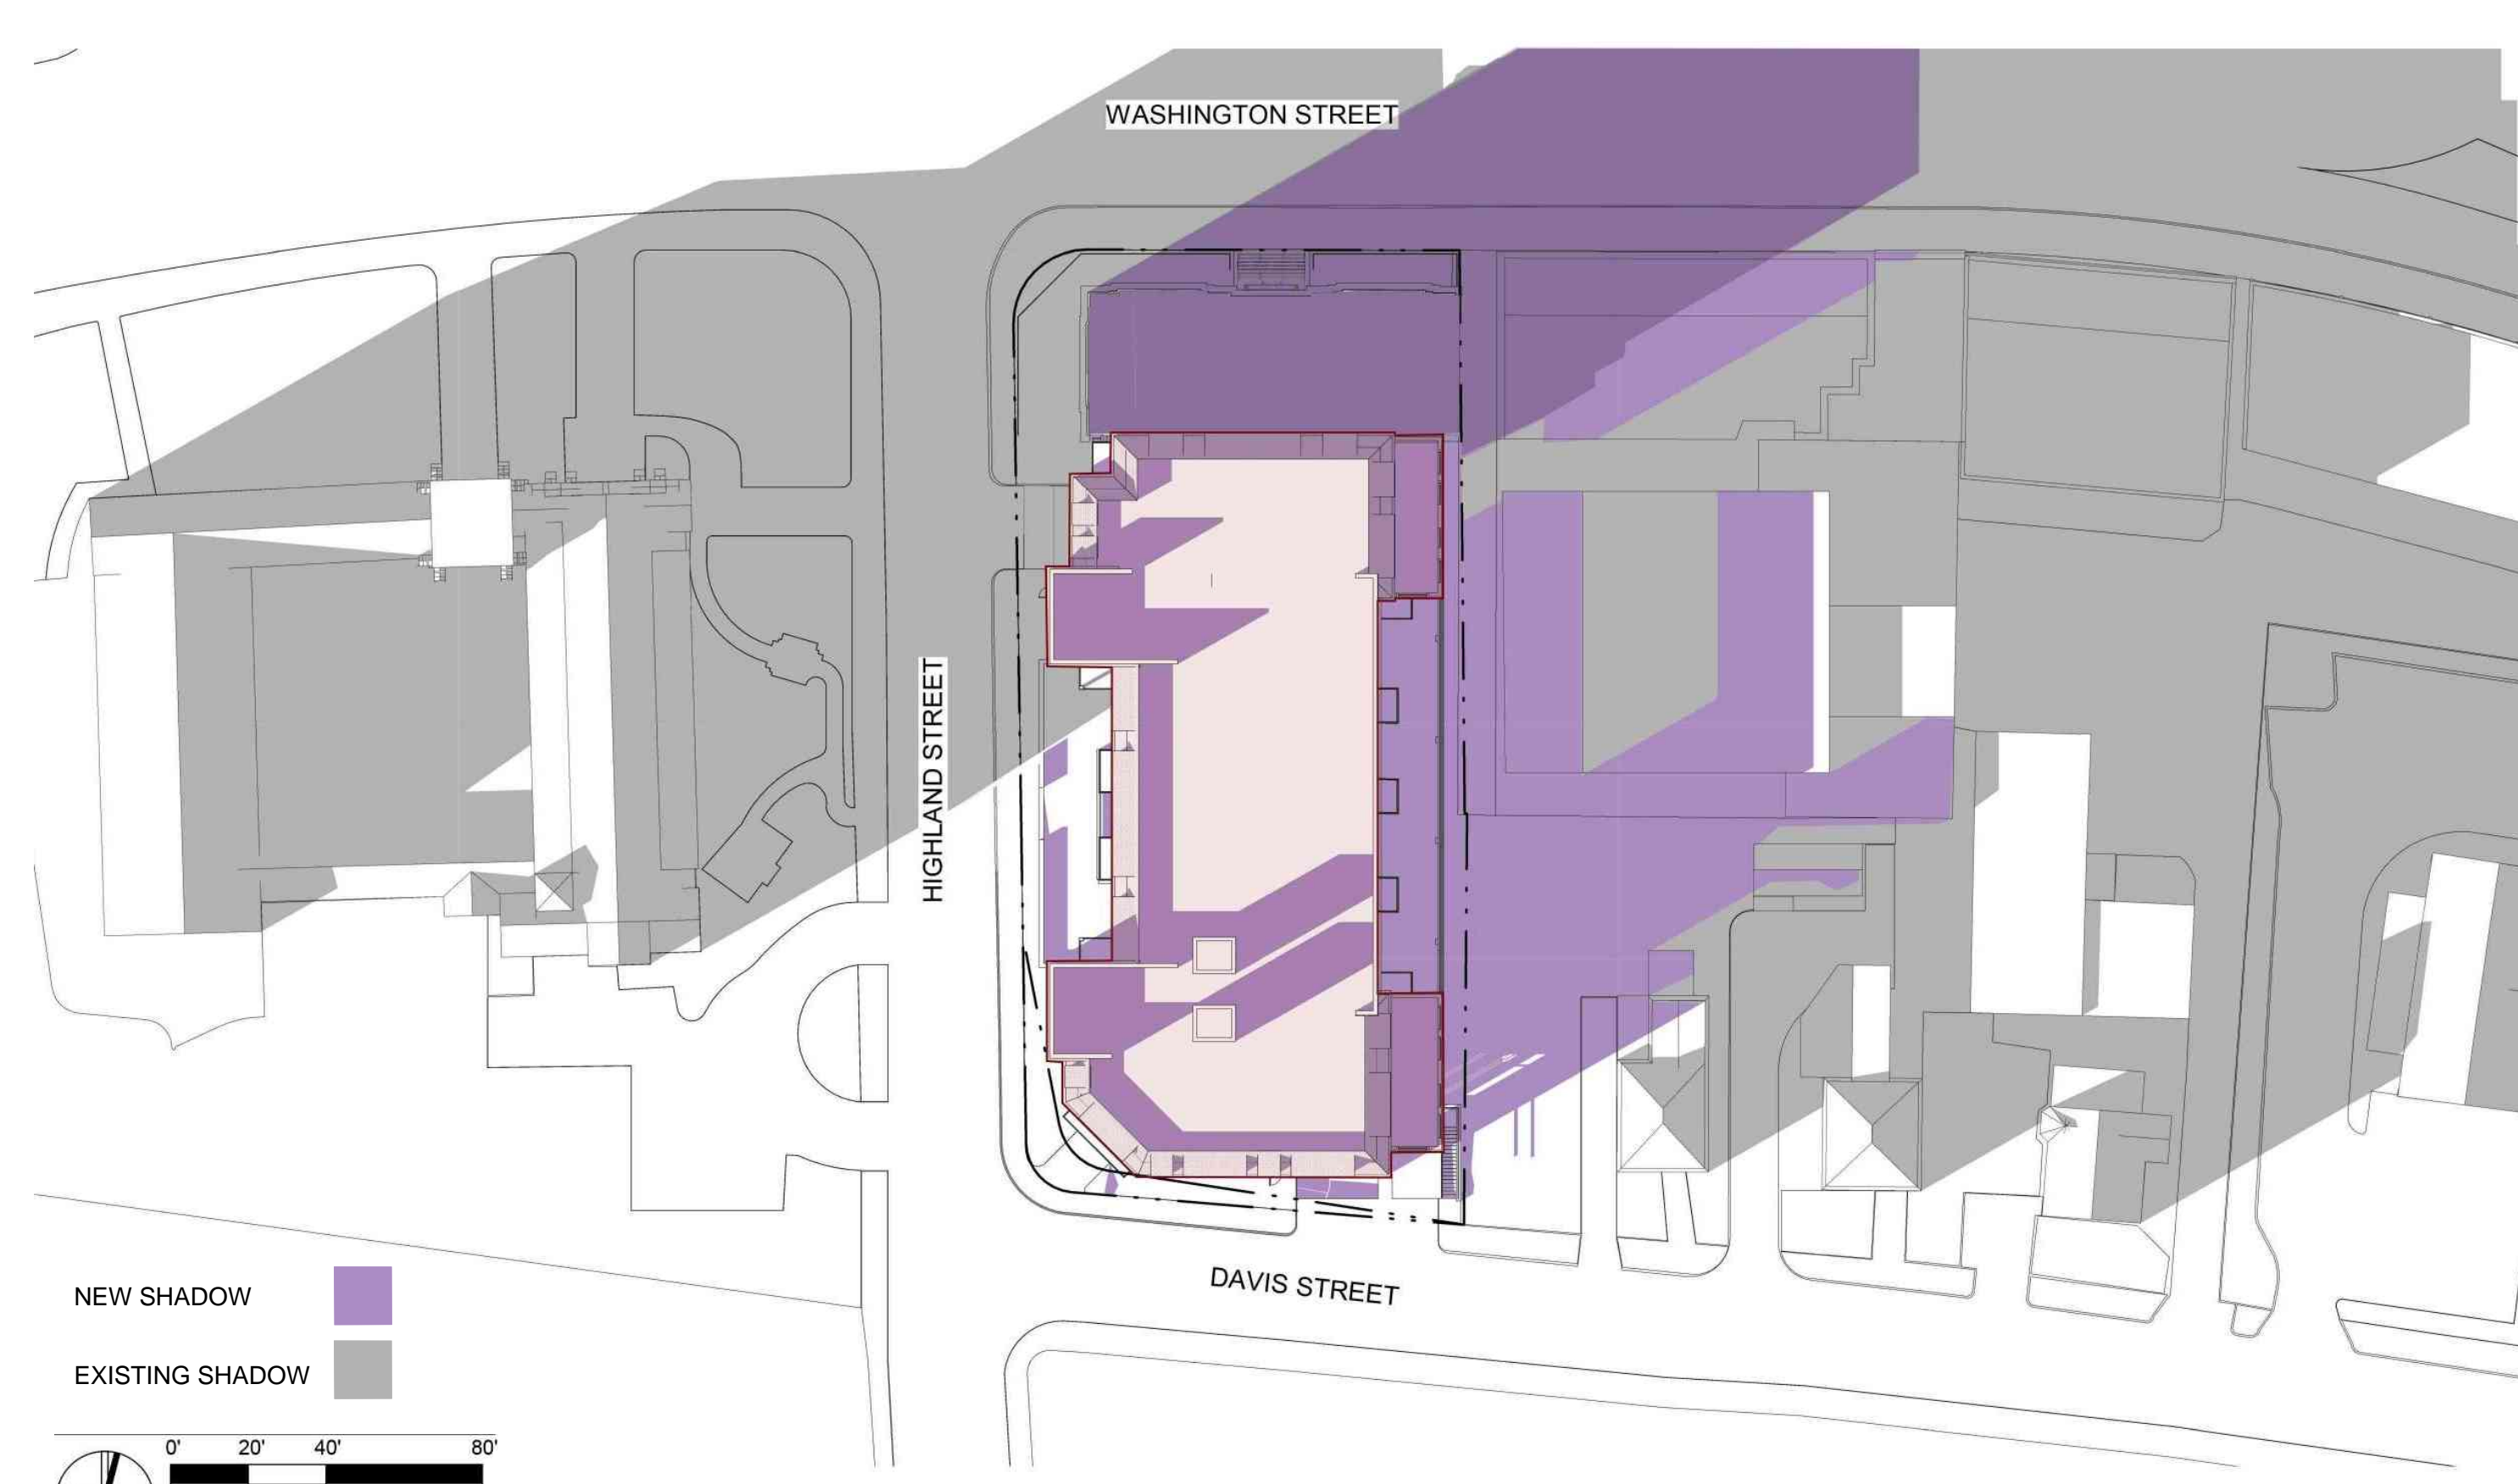 WASHINGTON STREET
HIGHLAND STREET
DAVIS STREET
NEW SHADOW
EXISTING SHADOW
0' 20' 40' 80'